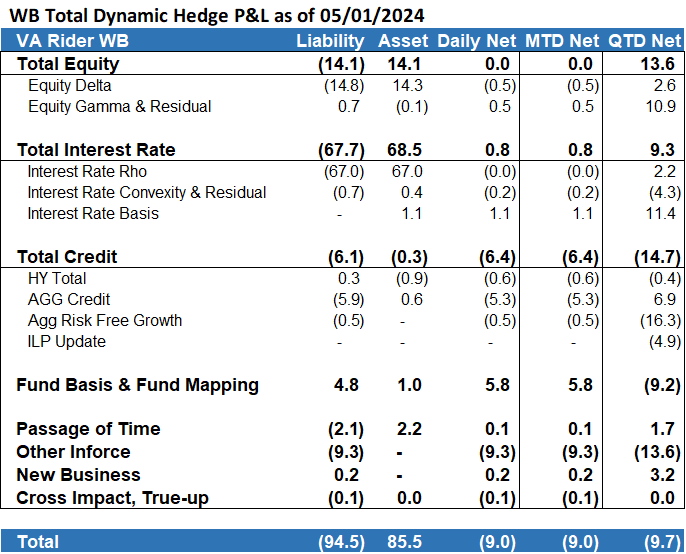 WB Total Dynamic Hedge P&L as of 05/01/2024
VA Rider WB Liability Asset Daily Net MTD Net QTD Net
Total Equity (14.1) 14.1 0.0 0.0 13.6
Equity Delta (14.8) 14.3 (0.5) (0.5) 2.6
Equity Gamma & Residual 0.7 (0.1) 0.5 0.5 10.9
Total Interest Rate (67.7) 68.5 0.8 0.8 9.3
Interest Rate Rho (67.0) 67.0 (0.0) (0.0) 2.2
Interest Rate Convexity & Residual (0.7) 0.4 (0.2) (0.2) (4.3)
Interest Rate Basis - 1.1 1.1 1.1 11.4
Total Credit (6.1) (0.3) (6.4) (6.4) (14.7)
HY Total 0.3 (0.9) (0.6) (0.6) (0.4)
AGG Credit (5.9) 0.6 (5.3) (5.3) 6.9
Agg Risk Free Growth (0.5) - (0.5) (0.5) (16.3)
ILP Update - - - - (4.9)
Fund Basis & Fund Mapping 4.8 1.0 5.8 5.8 (9.2)
Passage of Time (2.1) 2.2 0.1 0.1 1.7
Other Inforce (9.3) - (9.3) (9.3) (13.6)
New Business 0.2 - 0.2 0.2 3.2
Cross Impact, True-up (0.1) 0.0 (0.1) (0.1) 0.0
Total (94.5) 85.5 (9.0) (9.0) (9.7)